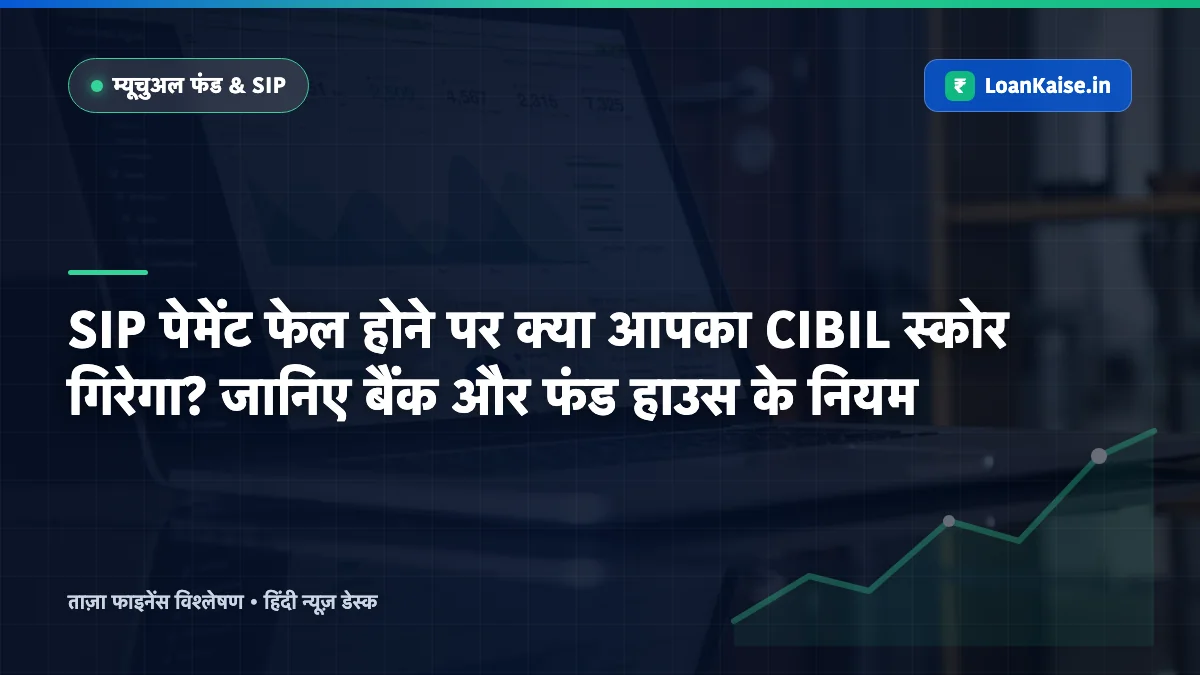 म्यूचुअल फंड & SIP
₹ LoanKaise.in
SIP पेमेंट फेल होने पर क्या आपका CIBIL स्कोर
गिरेगा? जानिए बैंक और फंड हाउस के नियम
ताज़ा फाइनेंस विश्लेषण • हिंदी न्यूज़ डेस्क